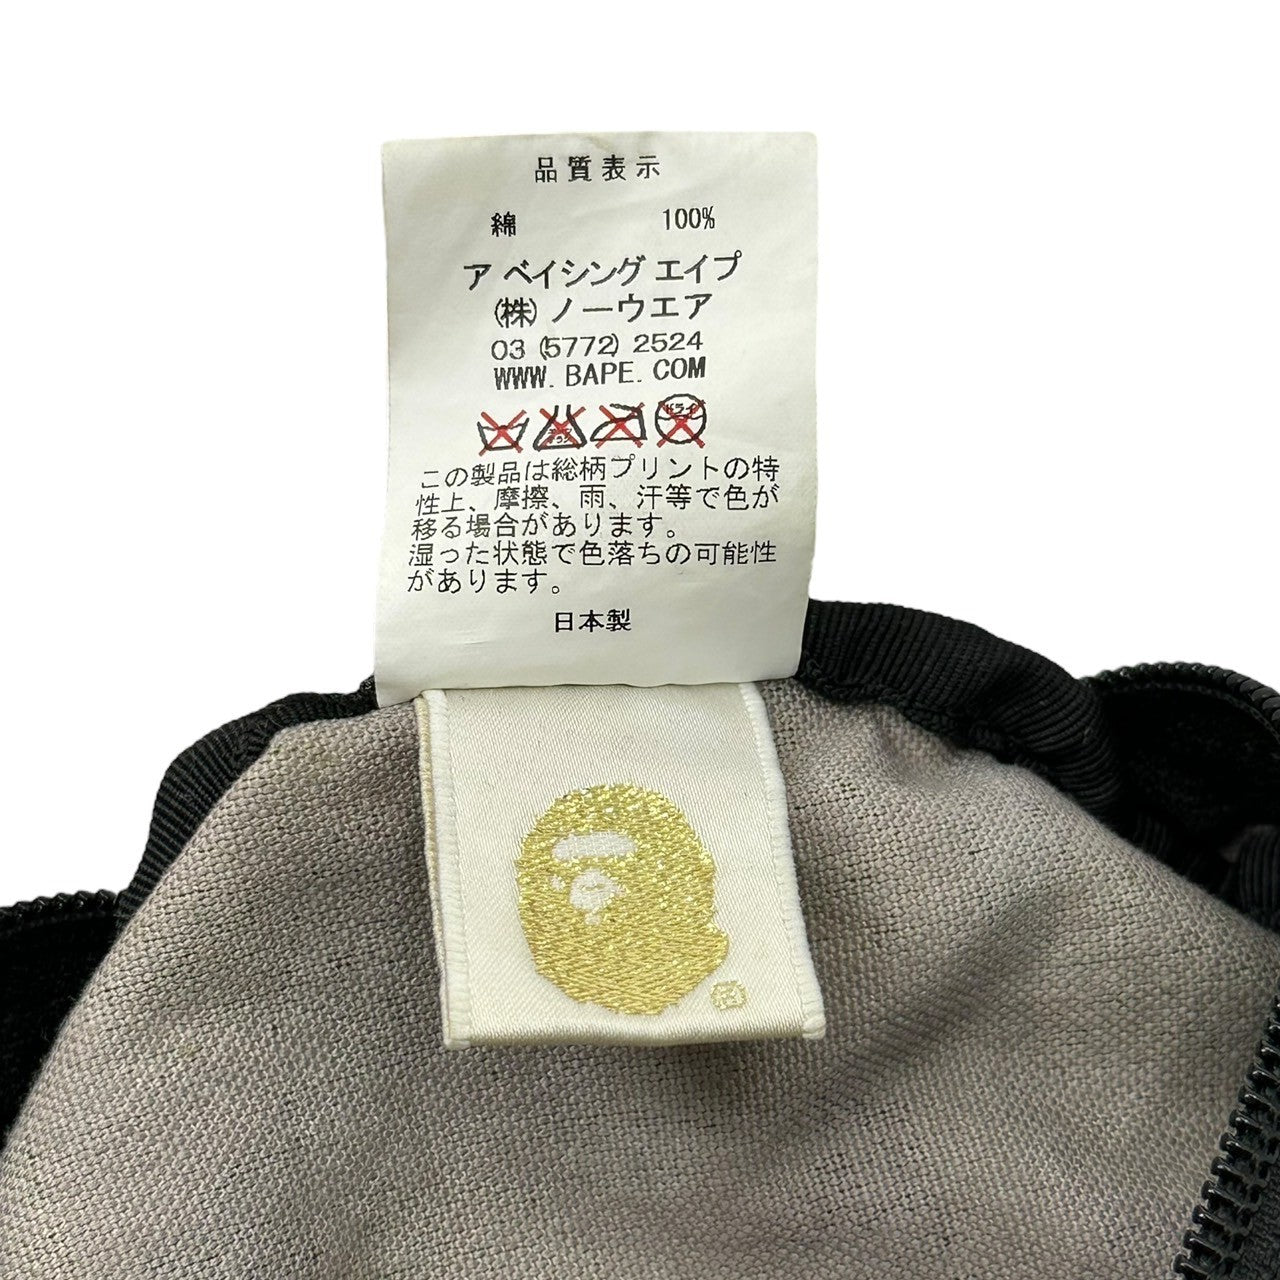 品質表示
綿 100%
ア ベイシング エイプ
(株) ノーウエア
03 (5772) 2524
WWW. BAPE. COM
ドライ
この製品は総柄プリントの特
性上、摩擦、雨、汗等で色が
移る場合があります。
湿った状態で色落ちの可能性
があります。
日本製